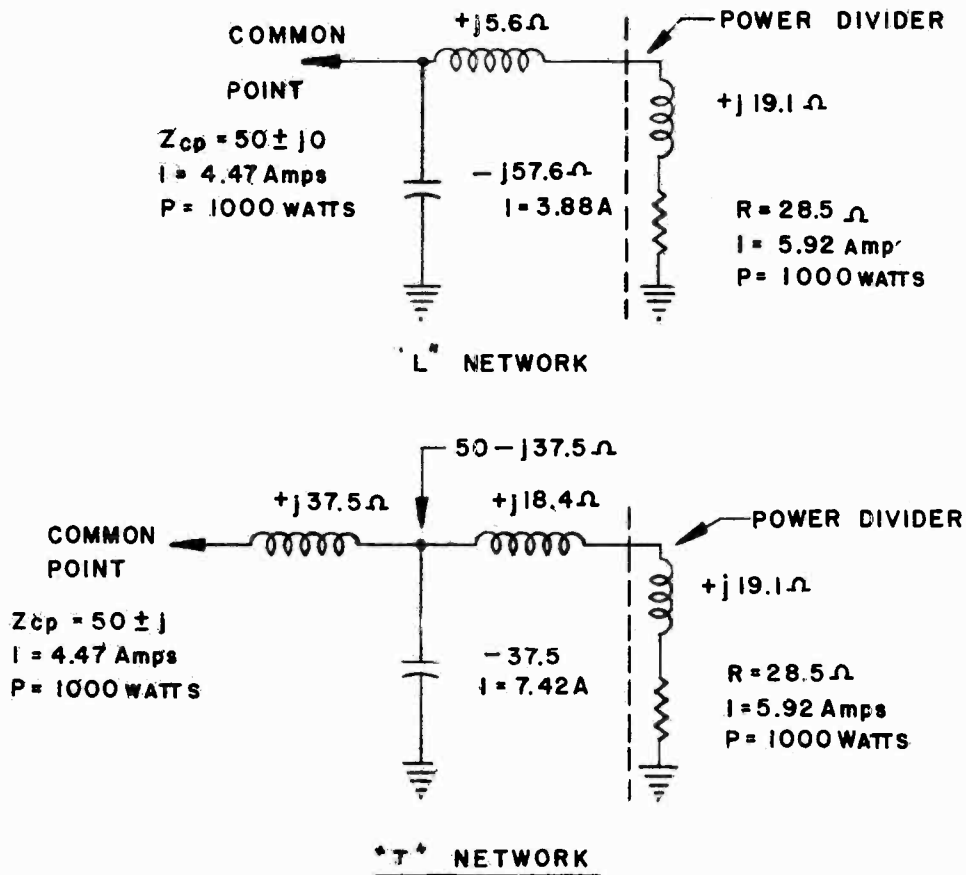 +j5.6Ω
POWER DIVIDER
COMMON
POINT
+j19.1Ω
Zcp = 50 ± j0
I = 4.47 Amps
P = 1000 WATTS
-j57.6Ω
I = 3.88A
R = 28.5 Ω
I = 5.92 Amp
P = 1000 WATTS
"L" NETWORK
50-j37.5Ω
+j37.5Ω
+j18.4Ω
POWER DIVIDER
COMMON
POINT
+j19.1Ω
Zcp = 50 ± j
I = 4.47 Amps
P = 1000 WATTS
-37.5
I = 7.42A
R = 28.5Ω
I = 5.92 Amps
P = 1000 WATTS
"T" NETWORK